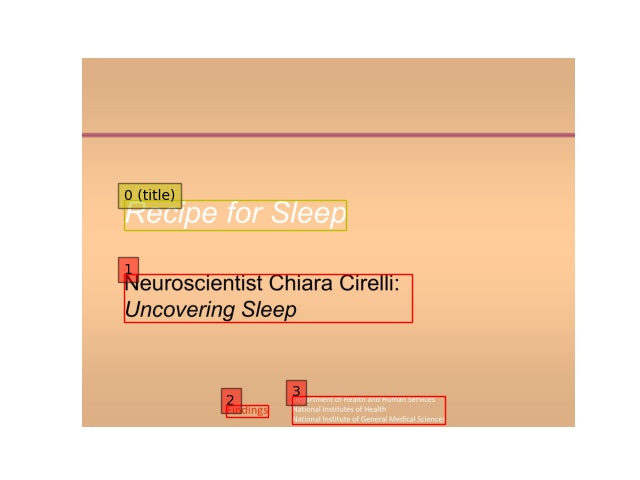 0 (title)
Recipe for Sleep
1
Neuroscientist Chiara Cirelli:
Uncovering Sleep
2
Findings
3
Department of Health and Human Services
National Institutes of Health
National Institute of General Medical Sciences